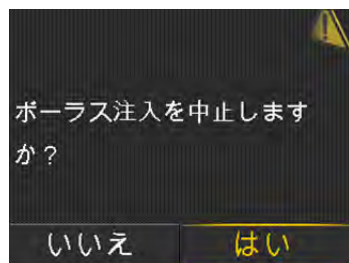 ボーラス注入を中止します
か？
いいえ はい